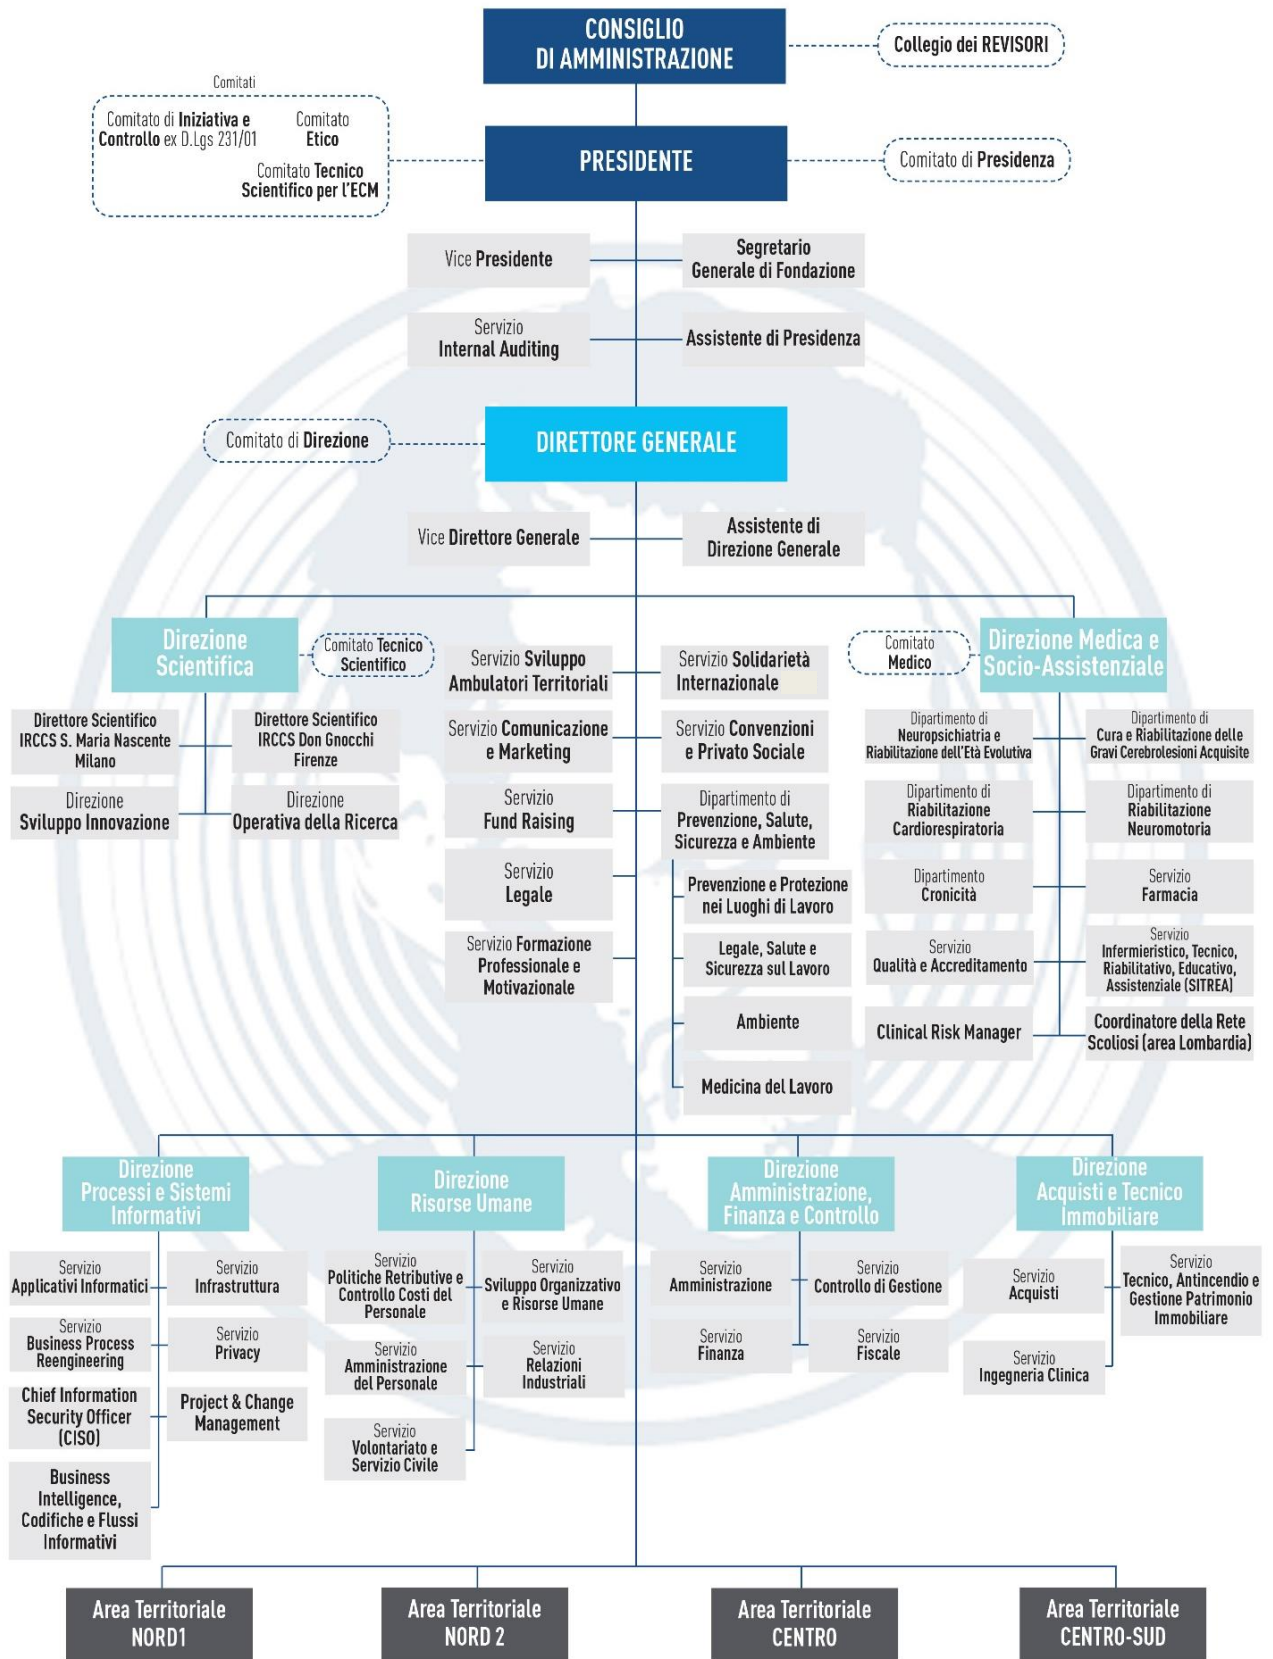 CONSIGLIO
DI AMMINISTRAZIONE
Collegio dei REVISORI
Comitati
Comitato di Iniziativa e
Controllo ex D.Lgs 231/01
Comitato
Etico
Comitato Tecnico
Scientifico per l'ECM
PRESIDENTE
Comitato di Presidenza
Vice Presidente
Segretario
Generale di Fondazione
Servizio
Internal Auditing
Assistente di Presidenza
Comitato di Direzione
DIRETTORE GENERALE
Vice Direttore Generale
Assistente di
Direzione Generale
Direzione
Scientifica
Comitato Tecnico
Scientifico
Direttore Scientifico
IRCCS S. Maria Nascente
Milano
Direttore Scientifico
IRCCS Don Gnocchi
Firenze
Direzione
Sviluppo Innovazione
Direzione
Operativa della Ricerca
Servizio Sviluppo
Ambulatori Territoriali
Servizio Solidarietà
Internazionale
Servizio Comunicazione
e Marketing
Servizio Convenzioni
e Privato Sociale
Servizio
Fund Raising
Dipartimento di
Prevenzione, Salute,
Sicurezza e Ambiente
Servizio
Legale
Prevenzione e Protezione
nei Luoghi di Lavoro
Servizio Formazione
Professionale e
Motivazionale
Legale, Salute e
Sicurezza sul Lavoro
Ambiente
Medicina del Lavoro
Comitato
Medico
Direzione Medica e
Socio-Assistenziale
Dipartimento di
Neuropsichiatria e
Riabilitazione dell'Età Evolutiva
Dipartimento di
Cura e Riabilitazione delle
Gravi Cerebrolesioni Acquisite
Dipartimento di
Riabilitazione
Cardiorespiratoria
Dipartimento di
Riabilitazione
Neuromotoria
Dipartimento
Cronicità
Servizio
Farmacia
Servizio
Qualità e Accreditamento
Servizio
Infermieristico, Tecnico,
Riabilitativo, Educativo,
Assistenziale (SITREA)
Clinical Risk Manager
Coordinatore della Rete
Scoliosi (area Lombardia)
Direzione
Processi e Sistemi
Informativi
Servizio
Applicativi Informatici
Servizio
Infrastruttura
Servizio
Business Process
Reengineering
Servizio
Privacy
Chief Information
Security Officer
(CISO)
Project & Change
Management
Business
Intelligence,
Codifiche e Flussi
Informativi
Direzione
Risorse Umane
Servizio
Politiche Retributive e
Controllo Costi del
Personale
Servizio
Sviluppo Organizzativo
e Risorse Umane
Servizio
Amministrazione
del Personale
Servizio
Relazioni
Industriali
Servizio
Volontariato e
Servizio Civile
Direzione
Amministrazione,
Finanza e Controllo
Servizio
Amministrazione
Servizio
Controllo di Gestione
Servizio
Finanza
Servizio
Fiscale
Direzione
Acquisti e Tecnico
Immobiliare
Servizio
Acquisti
Servizio
Tecnico, Antincendio e
Gestione Patrimonio
Immobiliare
Servizio
Ingegneria Clinica
Area Territoriale
NORD1
Area Territoriale
NORD 2
Area Territoriale
CENTRO
Area Territoriale
CENTRO-SUD